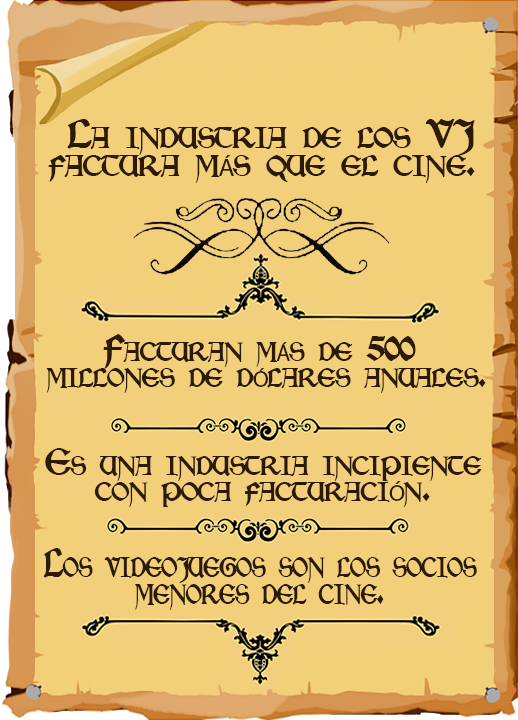 La industria de los VJ
factura más que el cine.
Facturan más de 500
millones de dólares anuales.
Es una industria incipiente
con poca facturación.
Los videojuegos son los socios
menores del cine.